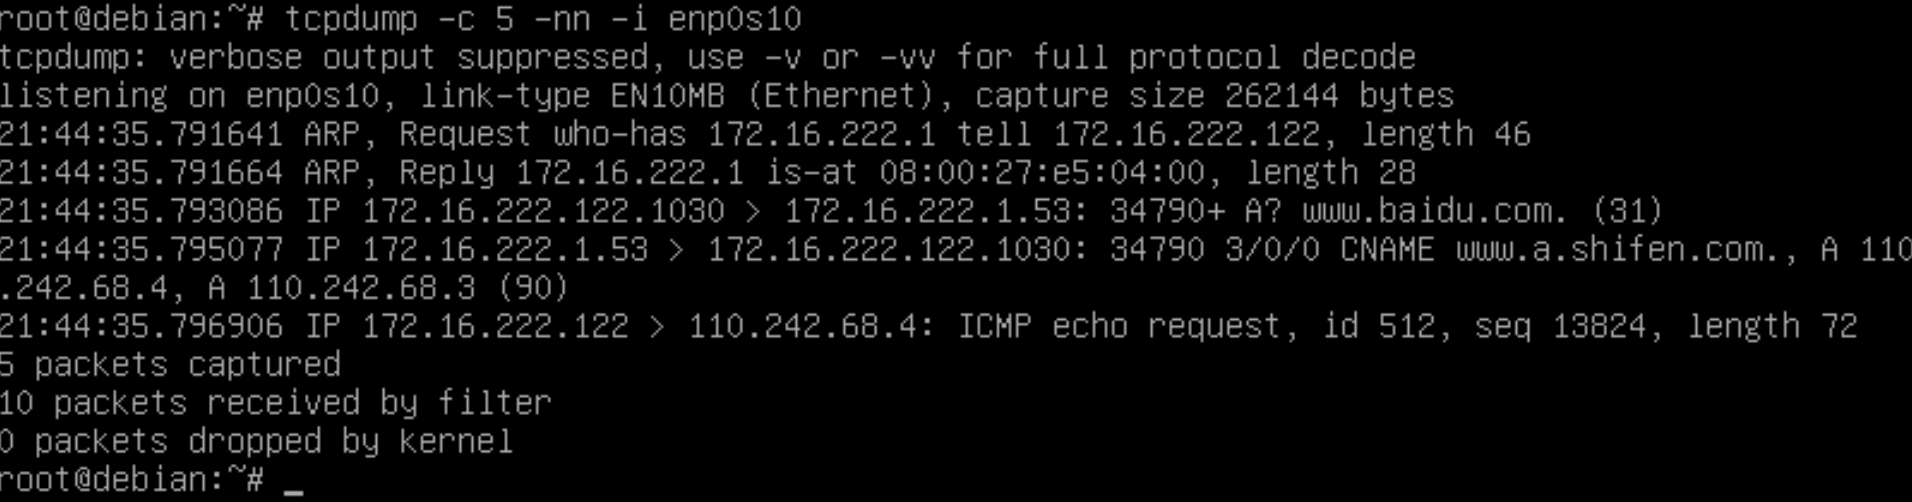 root@debian:~# tcpdump -c 5 -nn -i enp0s10
tcpdump: verbose output suppressed, use -v or -vv for full protocol decode
listening on enp0s10, link-type EN10MB (Ethernet), capture size 262144 bytes
21:44:35.791641 ARP, Request who-has 172.16.222.1 tell 172.16.222.122, length 46
21:44:35.791664 ARP, Reply 172.16.222.1 is-at 08:00:27:e5:04:00, length 28
21:44:35.793086 IP 172.16.222.122.1030 > 172.16.222.1.53: 34790+ A? www.baidu.com. (31)
21:44:35.795077 IP 172.16.222.1.53 > 172.16.222.122.1030: 34790 3/0/0 CNAME www.a.shifen.com., A 110
.242.68.4, A 110.242.68.3 (90)
21:44:35.796906 IP 172.16.222.122 > 110.242.68.4: ICMP echo request, id 512, seq 13824, length 72
5 packets captured
10 packets received by filter
0 packets dropped by kernel
root@debian:~# _